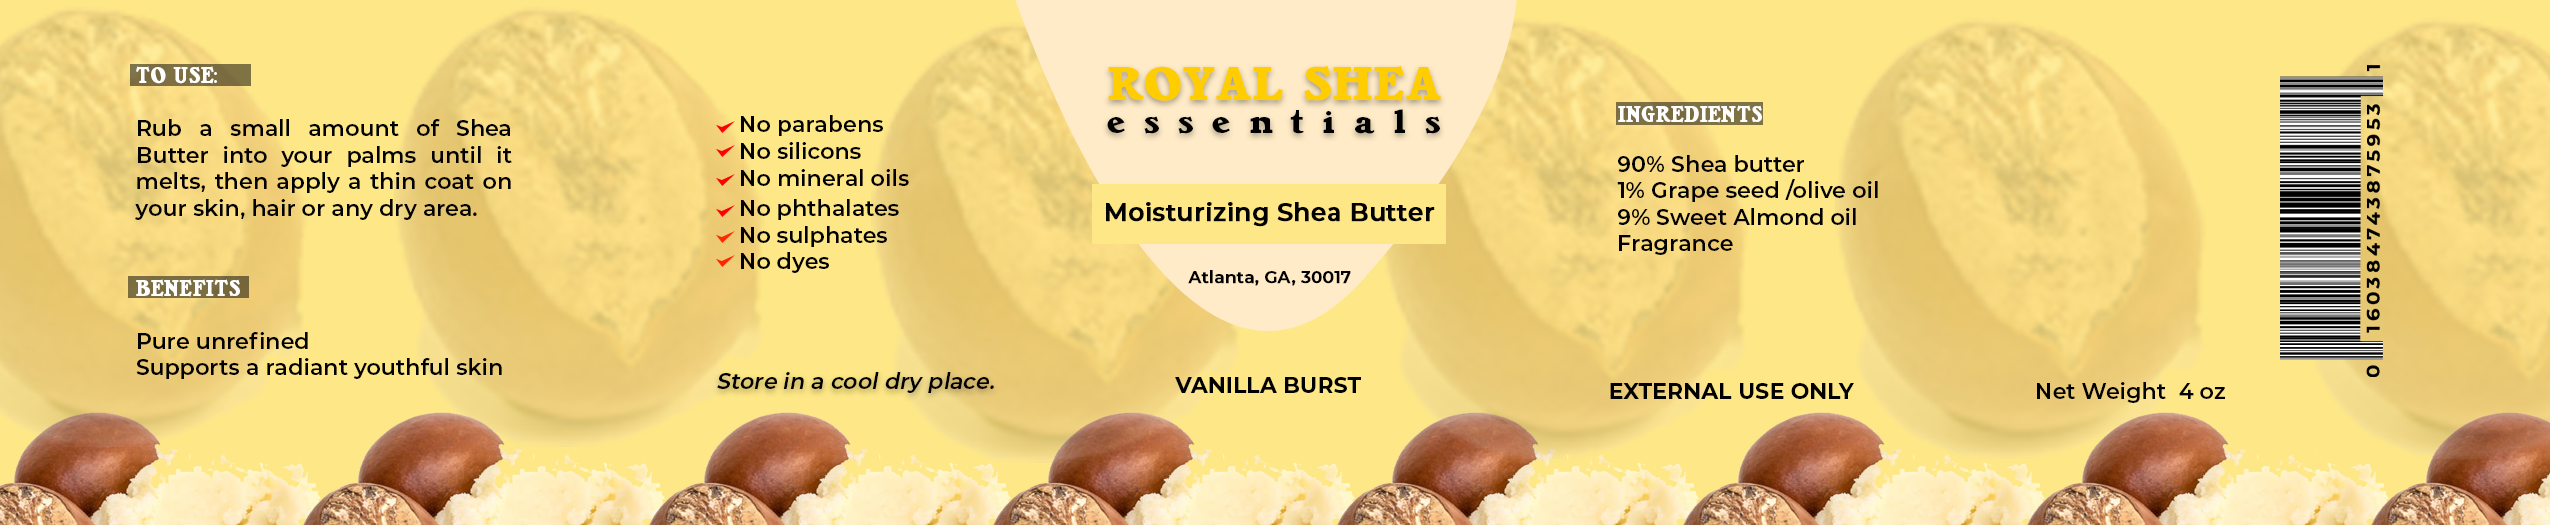 TO USE:
Rub a small amount of Shea
Butter into your palms until it
melts, then apply a thin coat on
your skin, hair or any dry area.
BENEFITS
Pure unrefined
Supports a radiant youthful skin
No parabens
No silicons
No mineral oils
No phthalates
No sulphates
No dyes
Store in a cool dry place.
ROYAL SHEA
essentials
Moisturizing Shea Butter
Atlanta, GA, 30017
VANILLA BURST
INGREDIENTS
90% Shea butter
1% Grape seed /olive oil
9% Sweet Almond oil
Fragrance
EXTERNAL USE ONLY
Net Weight 4 oz
0 160384743875953 1